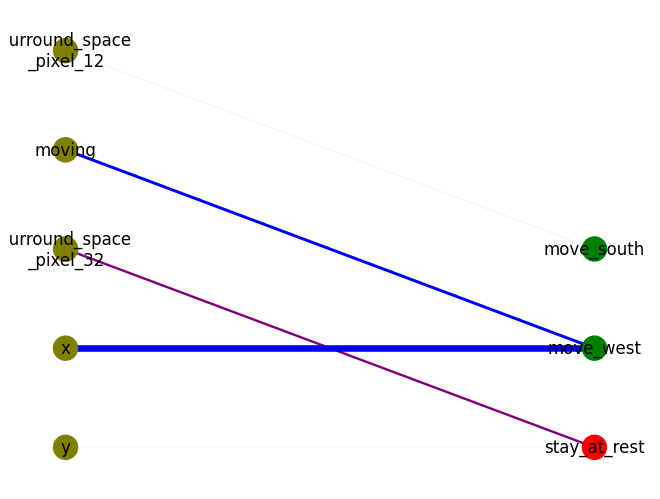 urround_space
_pixel_12
moving
urround_space
_pixel_32
move_south
x
move_west
y
stay_at_rest